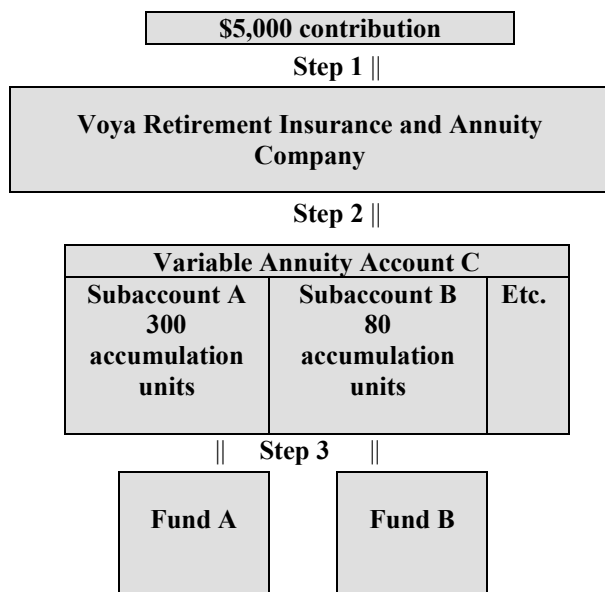 $5,000 contribution
Step 1 ||
Voya Retirement Insurance and Annuity
Company
Step 2 ||
Variable Annuity Account C
Subaccount A
300
accumulation
units
Subaccount B
80
accumulation
units
Etc.
|| Step 3 ||
Fund A
Fund B